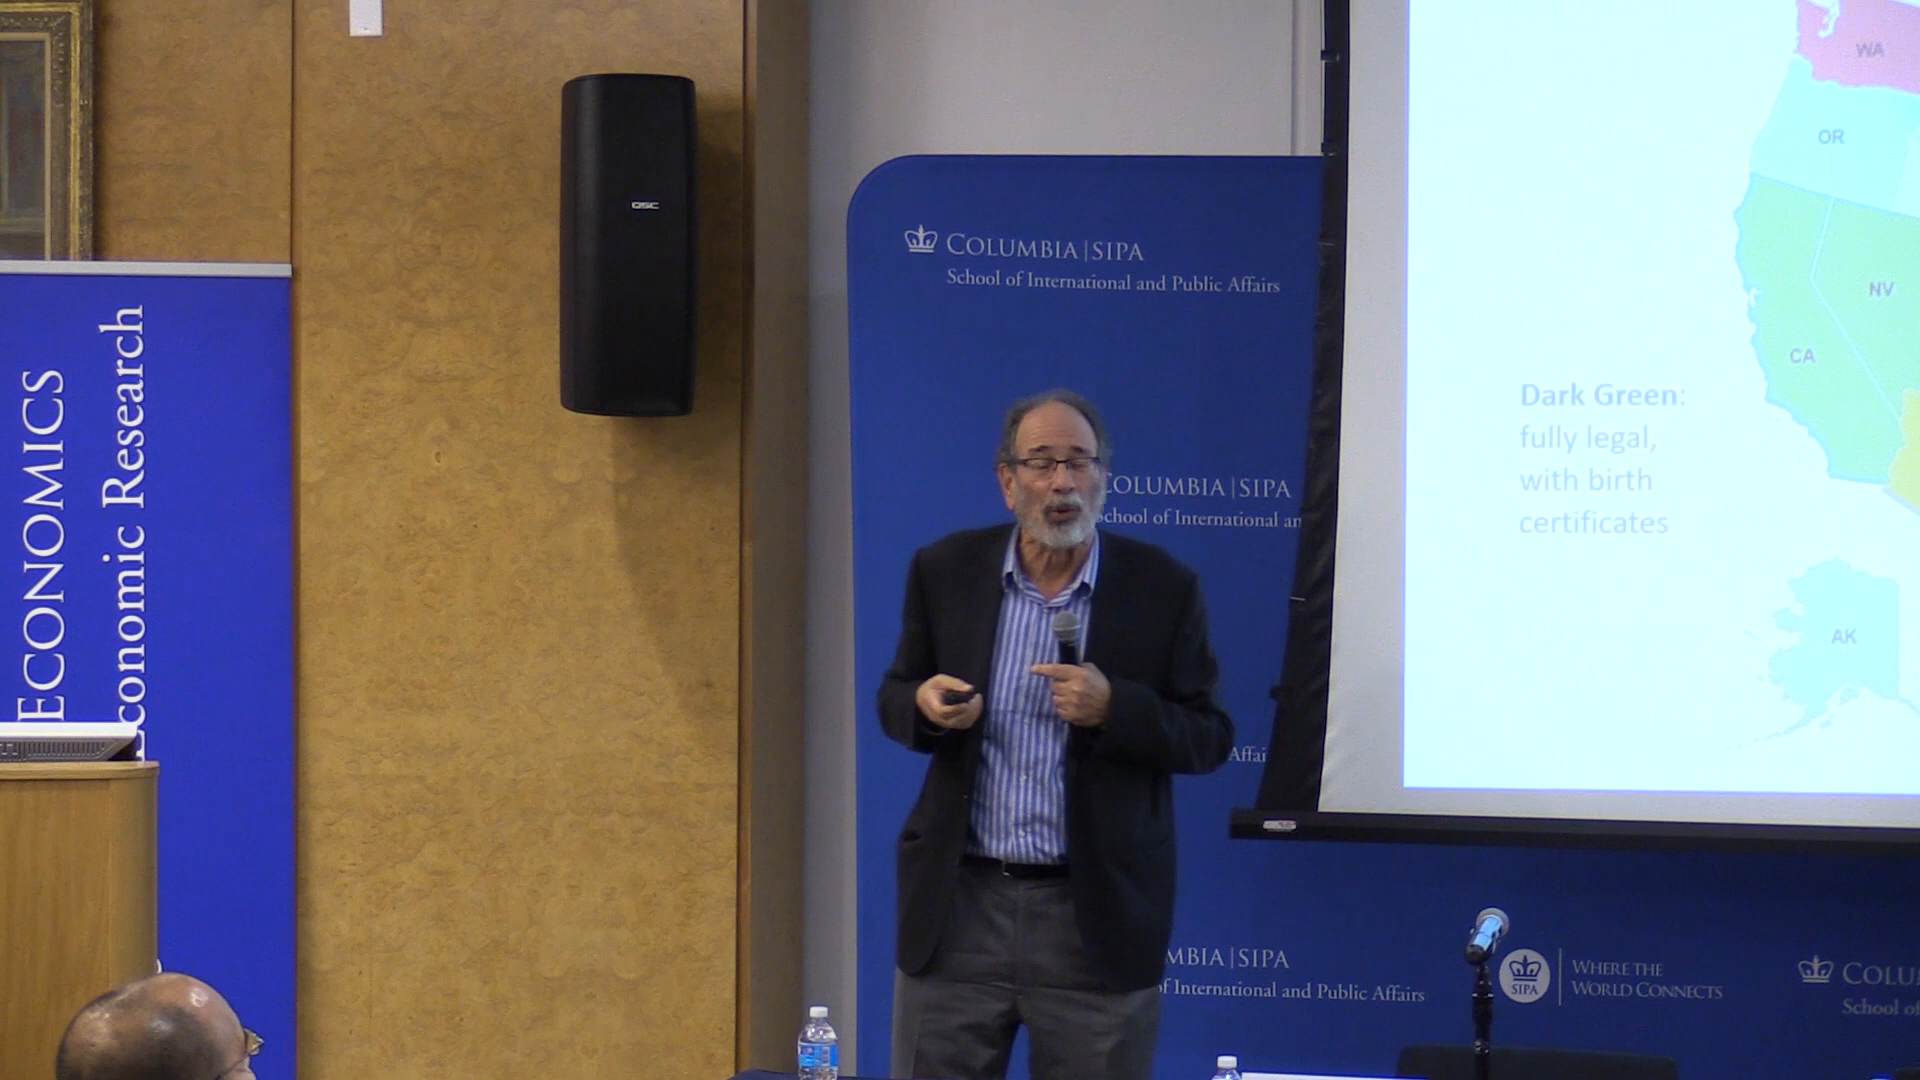 ECONOMICS
Economic Research
QSC
COLUMBIA | SIPA
School of International and Public Affairs
COLUMBIA | SIPA
School of International an
Affai
MBIA | SIPA
of International and Public Affairs
SIPA
WHERE THE
WORLD CONNECTS
COLU
School of
WA
OR
NV
CA
Dark Green:
fully legal,
with birth
certificates
AK